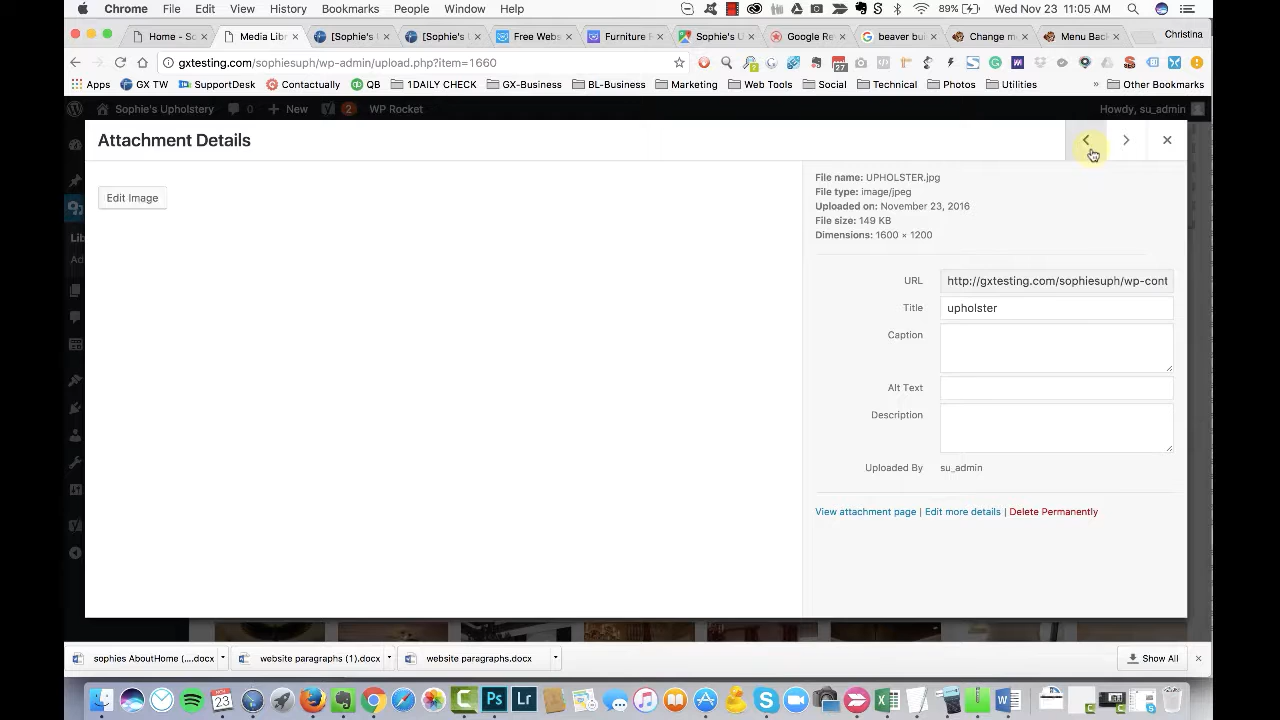 Chrome File Edit View History Bookmarks People Window Help 89% Wed Nov 23 11:05 AM
Home - So Media Libr [Sophie's U [Sophie's U Free Webs Furniture F Sophie's U Google Re beaver bui Change m Menu Bac Christina
gxtesting.com/sophiesuph/wp-admin/upload.php?item=1660
Apps GX TW SupportDesk Contactually QB 1DAILY CHECK GX-Business BL-Business Marketing Web Tools Social Technical Photos Utilities » Other Bookmarks
Sophie's Upholstery 0 New 2 WP Rocket Howdy, su_admin
Attachment Details
Edit Image
File name: UPHOLSTER.jpg
File type: image/jpeg
Uploaded on: November 23, 2016
File size: 149 KB
Dimensions: 1600 × 1200
URL http://gxtesting.com/sophiesuph/wp-cont
Title upholster
Caption
Alt Text
Description
Uploaded By su_admin
View attachment page | Edit more details | Delete Permanently
Lib
Ad
sophies AboutHome (....docx website paragraphs (1).docx website paragraphs.docx Show All